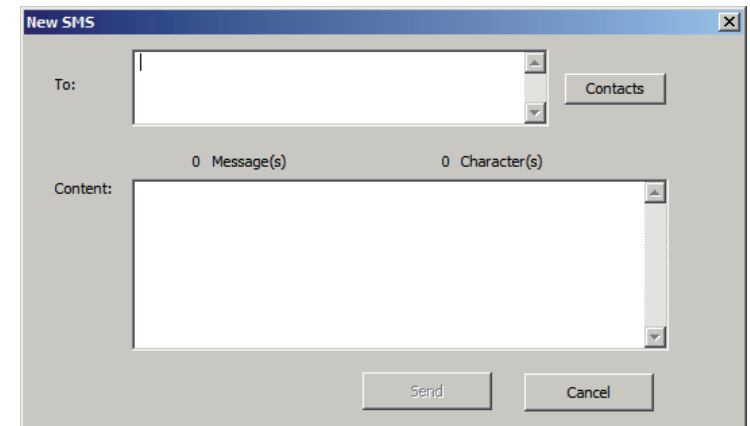 New SMS
To:
Contacts
0 Message(s) 0 Character(s)
Content:
Send Cancel